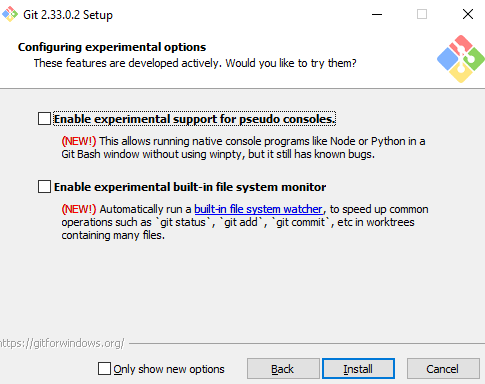 Git 2.33.0.2 Setup
Configuring experimental options
These features are developed actively. Would you like to try them?
Enable experimental support for pseudo consoles.
(NEW!) This allows running native console programs like Node or Python in a
Git Bash window without using winpty, but it still has known bugs.
Enable experimental built-in file system monitor
(NEW!) Automatically run a built-in file system watcher, to speed up common
operations such as `git status`, `git add`, `git commit`, etc in worktrees
containing many files.
https://gitforwindows.org/
Only show new options
Back
Install
Cancel